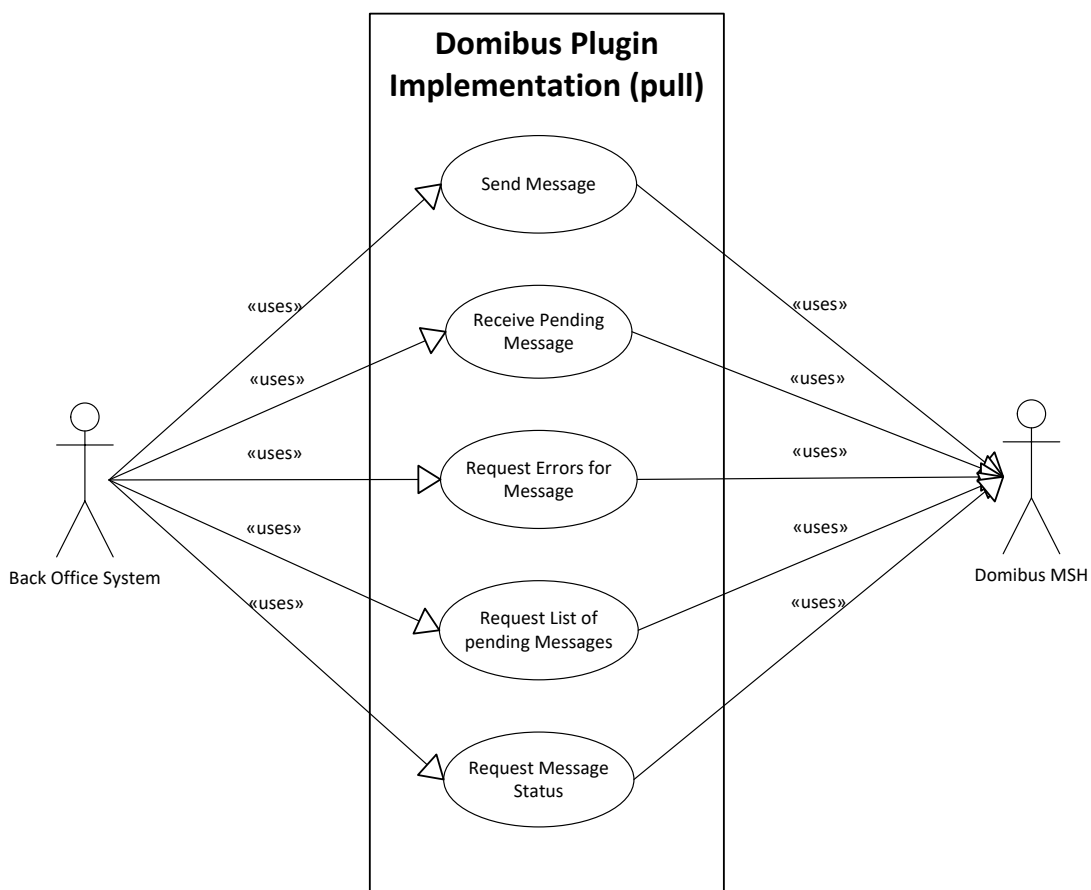 Domibus Plugin
Implementation (pull)
Send Message
«uses»
«uses»
Receive Pending
Message
«uses»
«uses»
«uses»
Request Errors for
Message
«uses»
Back Office System
Domibus MSH
«uses»
«uses»
Request List of
pending Messages
«uses»
«uses»
Request Message
Status